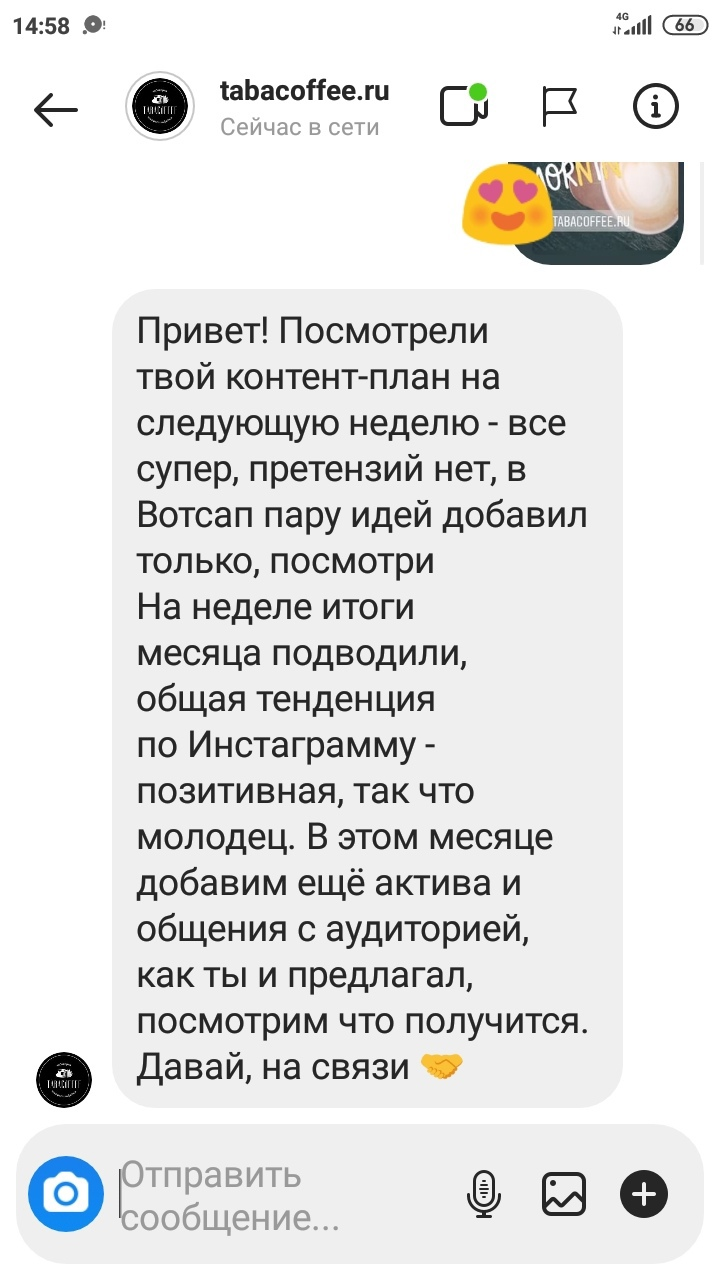 14:58
4G
66
tabacoffee.ru
Сейчас в сети
TABACOFFEE.RU
Привет! Посмотрели
твой контент-план на
следующую неделю - все
супер, претензий нет, в
Вотсап пару идей добавил
только, посмотри
На неделе итоги
месяца подводили,
общая тенденция
по Инстаграмму -
позитивная, так что
молодец. В этом месяце
добавим ещё актива и
общения с аудиторией,
как ты и предлагал,
посмотрим что получится.
Давай, на связи 🤝
TABACOFFEE
Отправить
сообщение...